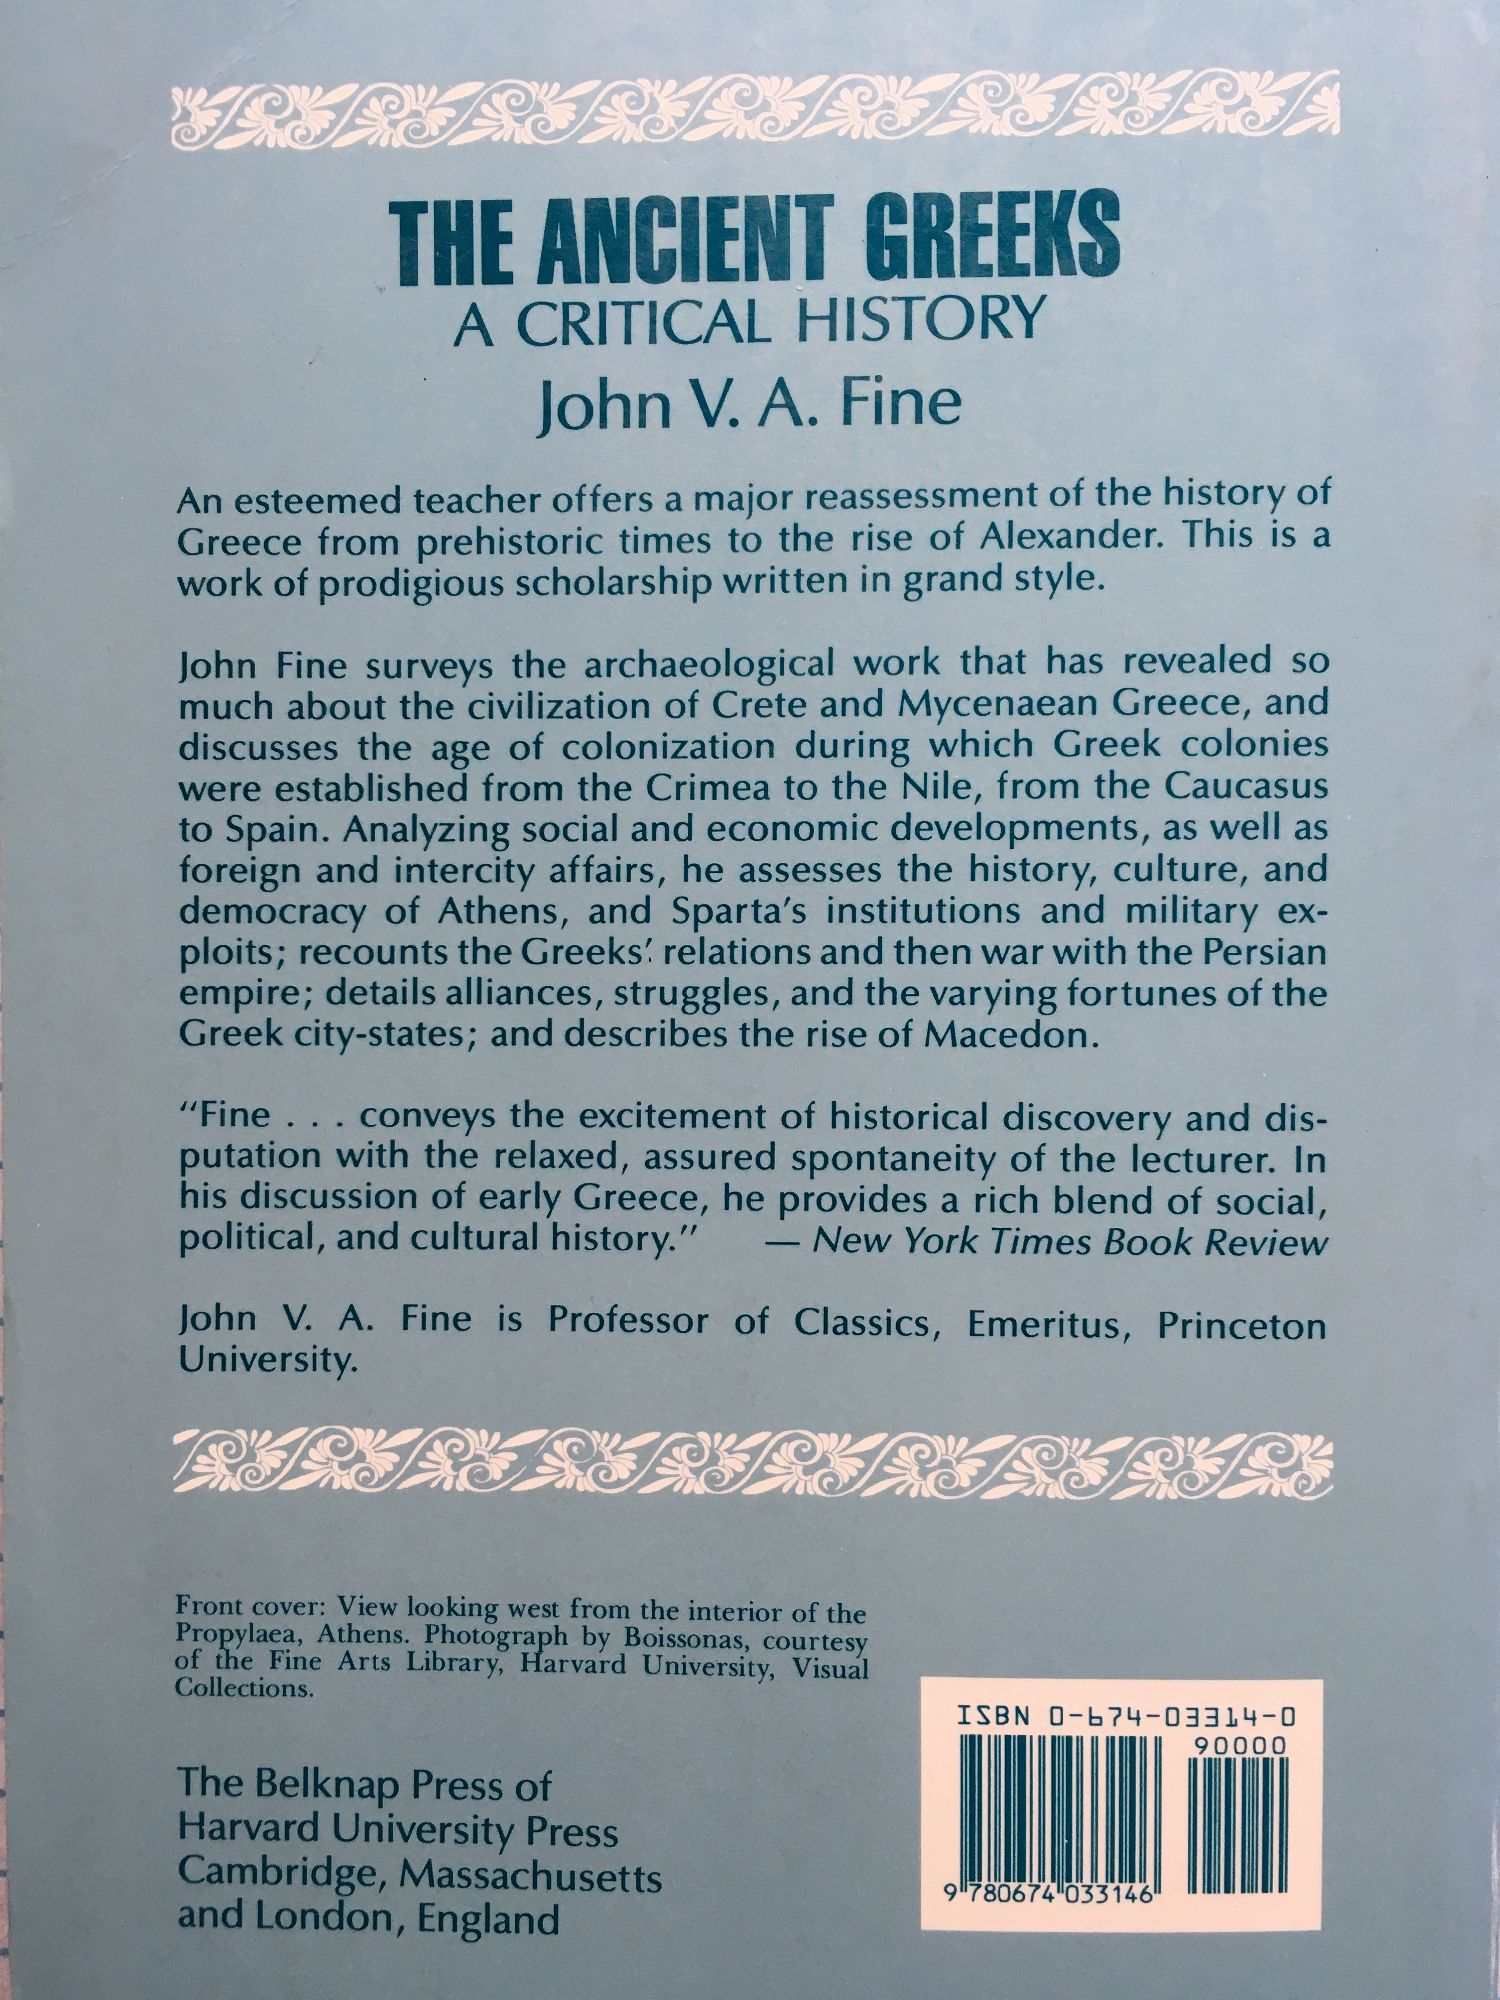 THE ANCIENT GREEKS
A CRITICAL HISTORY
John V. A. Fine
An esteemed teacher offers a major reassessment of the history of
Greece from prehistoric times to the rise of Alexander. This is a
work of prodigious scholarship written in grand style.
John Fine surveys the archaeological work that has revealed so
much about the civilization of Crete and Mycenaean Greece, and
discusses the age of colonization during which Greek colonies
were established from the Crimea to the Nile, from the Caucasus
to Spain. Analyzing social and economic developments, as well as
foreign and intercity affairs, he assesses the history, culture, and
democracy of Athens, and Sparta's institutions and military ex-
ploits; recounts the Greeks' relations and then war with the Persian
empire; details alliances, struggles, and the varying fortunes of the
Greek city-states; and describes the rise of Macedon.
"Fine . . . conveys the excitement of historical discovery and dis-
putation with the relaxed, assured spontaneity of the lecturer. In
his discussion of early Greece, he provides a rich blend of social,
political, and cultural history." — New York Times Book Review
John V. A. Fine is Professor of Classics, Emeritus, Princeton
University.
Front cover: View looking west from the interior of the
Propylaea, Athens. Photograph by Boissonas, courtesy
of the Fine Arts Library, Harvard University, Visual
Collections.
The Belknap Press of
Harvard University Press
Cambridge, Massachusetts
and London, England
ISBN 0-674-03314-0
90000
9 780674 033146